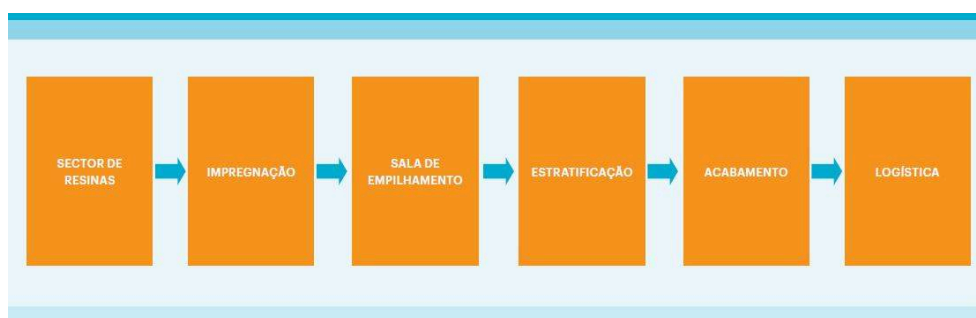 SECTOR DE
RESINAS
IMPREGNAÇÃO
SALA DE
EMPILHAMENTO
ESTRATIFICAÇÃO
ACABAMENTO
LOGÍSTICA